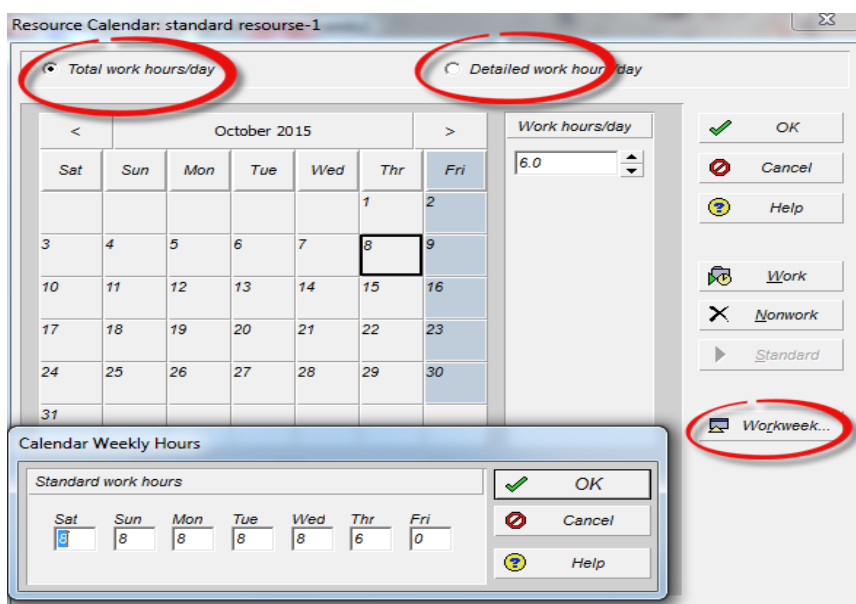 Resource Calendar: standard resourse-1
Total work hours/day Detailed work hours/day
< October 2015 > Work hours/day OK
Sat Sun Mon Tue Wed Thr Fri 6.0 Cancel
1 2 Help
3 4 5 6 7 8 9
10 11 12 13 14 15 16 Work
17 18 19 20 21 22 23 Nonwork
24 25 26 27 28 29 30 Standard
31
Workweek...
Calendar Weekly Hours
Standard work hours OK
Sat Sun Mon Tue Wed Thr Fri Cancel
8 8 8 8 8 6 0
Help